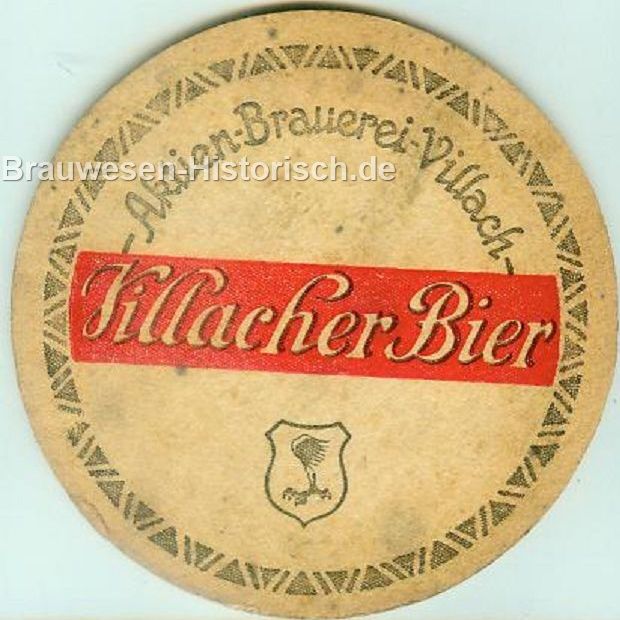 -Aktien-Brauerei-Villach-
Brauwesen-Historisch.de
Villacher Bier